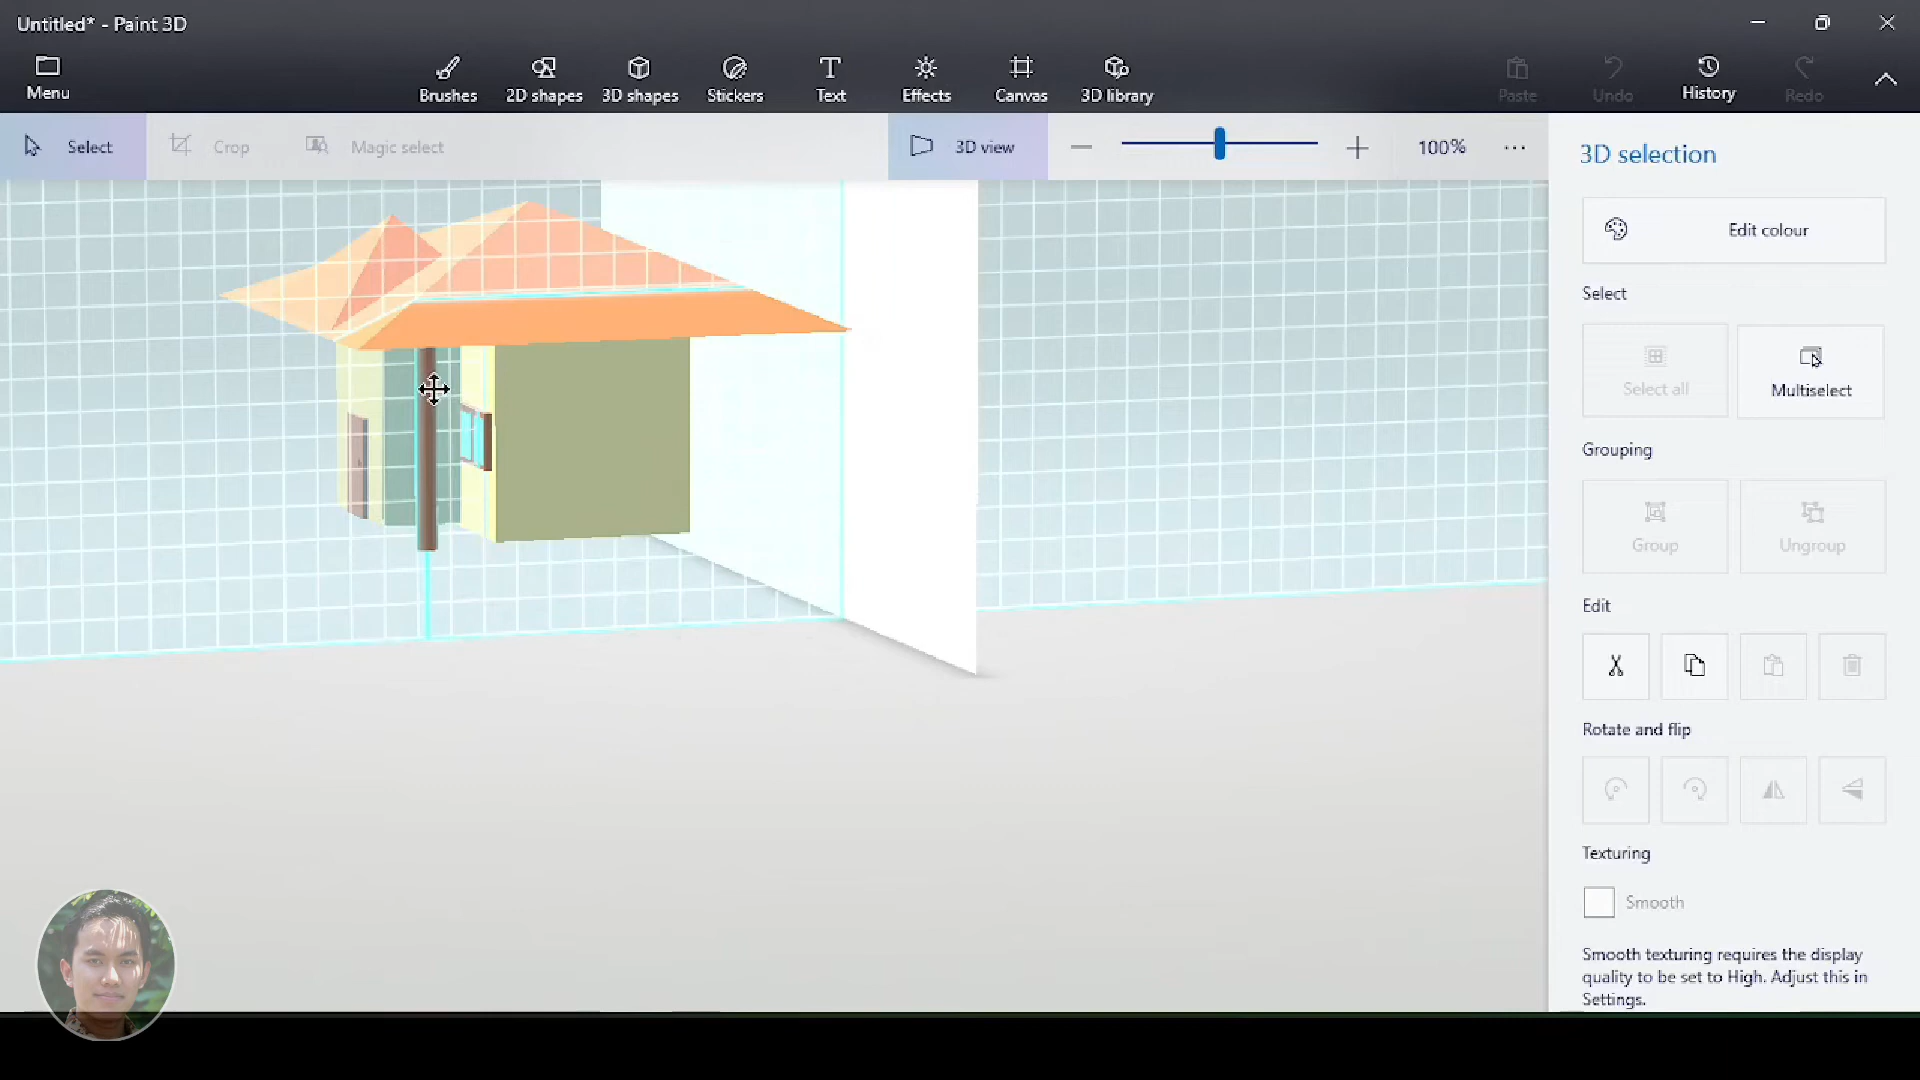 Untitled* - Paint 3D
Menu
Brushes
2D shapes
3D shapes
Stickers
Text
Effects
Canvas
3D library
Paste
Undo
History
Redo
Select
Crop
Magic select
3D view
100%
3D selection
Edit colour
Select
Select all
Multiselect
Grouping
Group
Ungroup
Edit
Rotate and flip
Texturing
Smooth
Smooth texturing requires the display
quality to be set to High. Adjust this in
Settings.